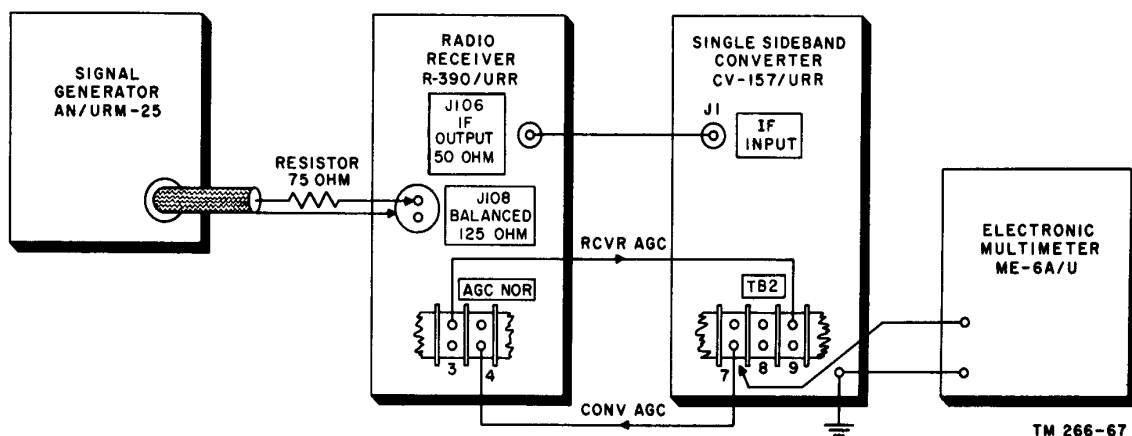 SIGNAL
GENERATOR
AN/URM-25
RESISTOR
75 OHM
RADIO
RECEIVER
R-390/URR
J106
IF
OUTPUT
50 OHM
J108
BALANCED
125 OHM
AGC NOR
3
4
RCVR AGC
CONV AGC
SINGLE SIDEBAND
CONVERTER
CV-157/URR
J1
IF
INPUT
TB2
7
8
9
ELECTRONIC
MULTIMETER
ME-6A/U
TM 266-67